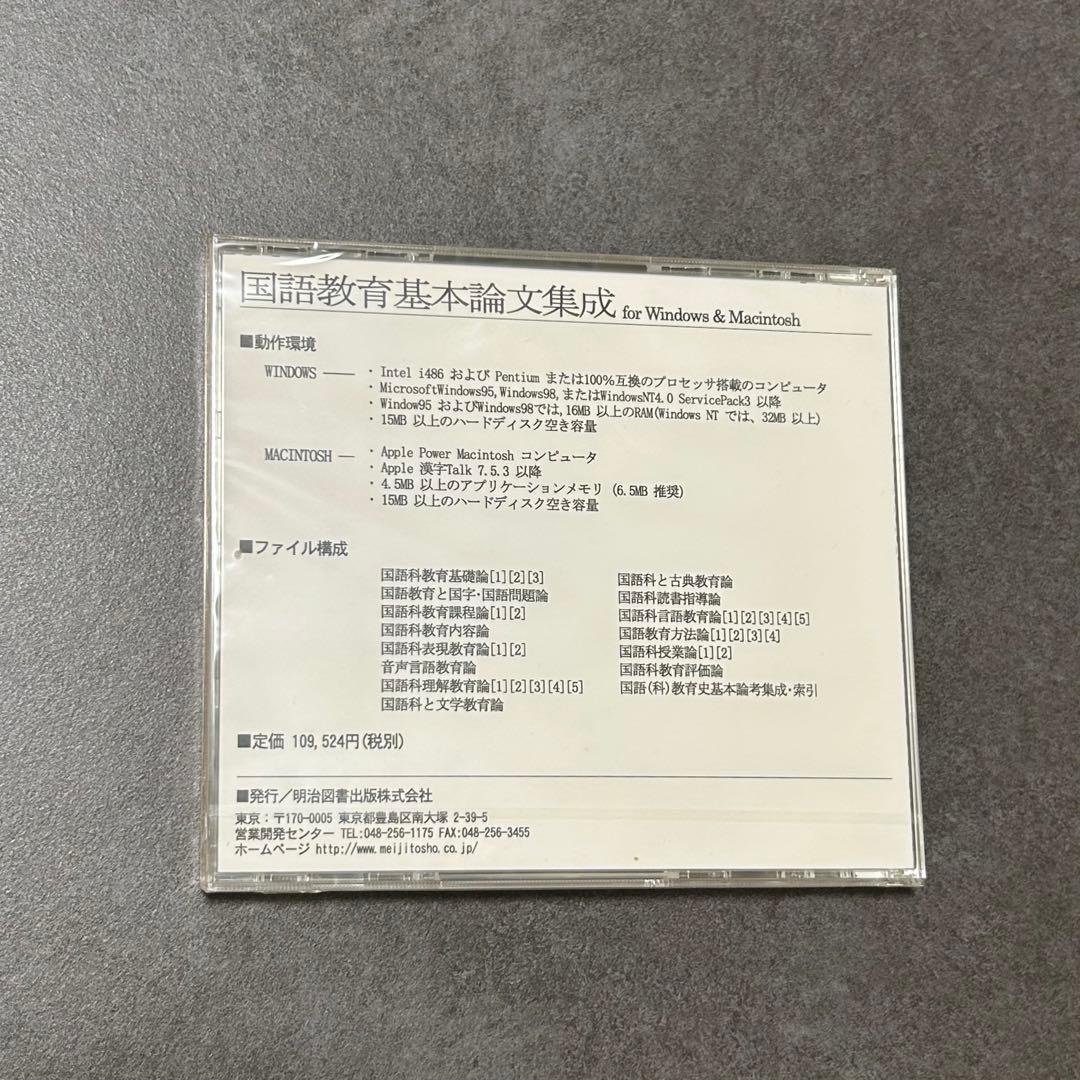 国語教育基本論文集成 for Windows & Macintosh
■動作環境
WINDOWS ―― ・Intel i486 および Pentium または100%互換のプロセッサ搭載のコンピュータ
・MicrosoftWindows95,Windows98,またはWindowsNT4.0 ServicePack3 以降
・Window95 およびWindows98では,16MB 以上のRAM(Windows NT では、32MB 以上)
・15MB 以上のハードディスク空き容量
MACINTOSH ― ・Apple Power Macintosh コンピュータ
・Apple 漢字Talk 7.5.3 以降
・4.5MB 以上のアプリケーションメモリ (6.5MB 推奨)
・15MB 以上のハードディスク空き容量
■ファイル構成
国語科教育基礎論[1][2][3]
国語教育と国字・国語問題論
国語科教育課程論[1][2]
国語科教育内容論
国語科表現教育論[1][2]
音声言語教育論
国語科理解教育論[1][2][3][4][5]
国語科と文学教育論
国語科と古典教育論
国語科読書指導論
国語科言語教育論[1][2][3][4][5]
国語教育方法論[1][2][3][4]
国語科授業論[1][2]
国語科教育評価論
国語(科)教育史基本論考集成・索引
■定価 109,524円(税別)
■発行／明治図書出版株式会社
東京：〒170-0005 東京都豊島区南大塚 2-39-5
営業開発センター TEL:048-256-1175 FAX:048-256-3455
ホームページ http://www.meijitosho.co.jp/